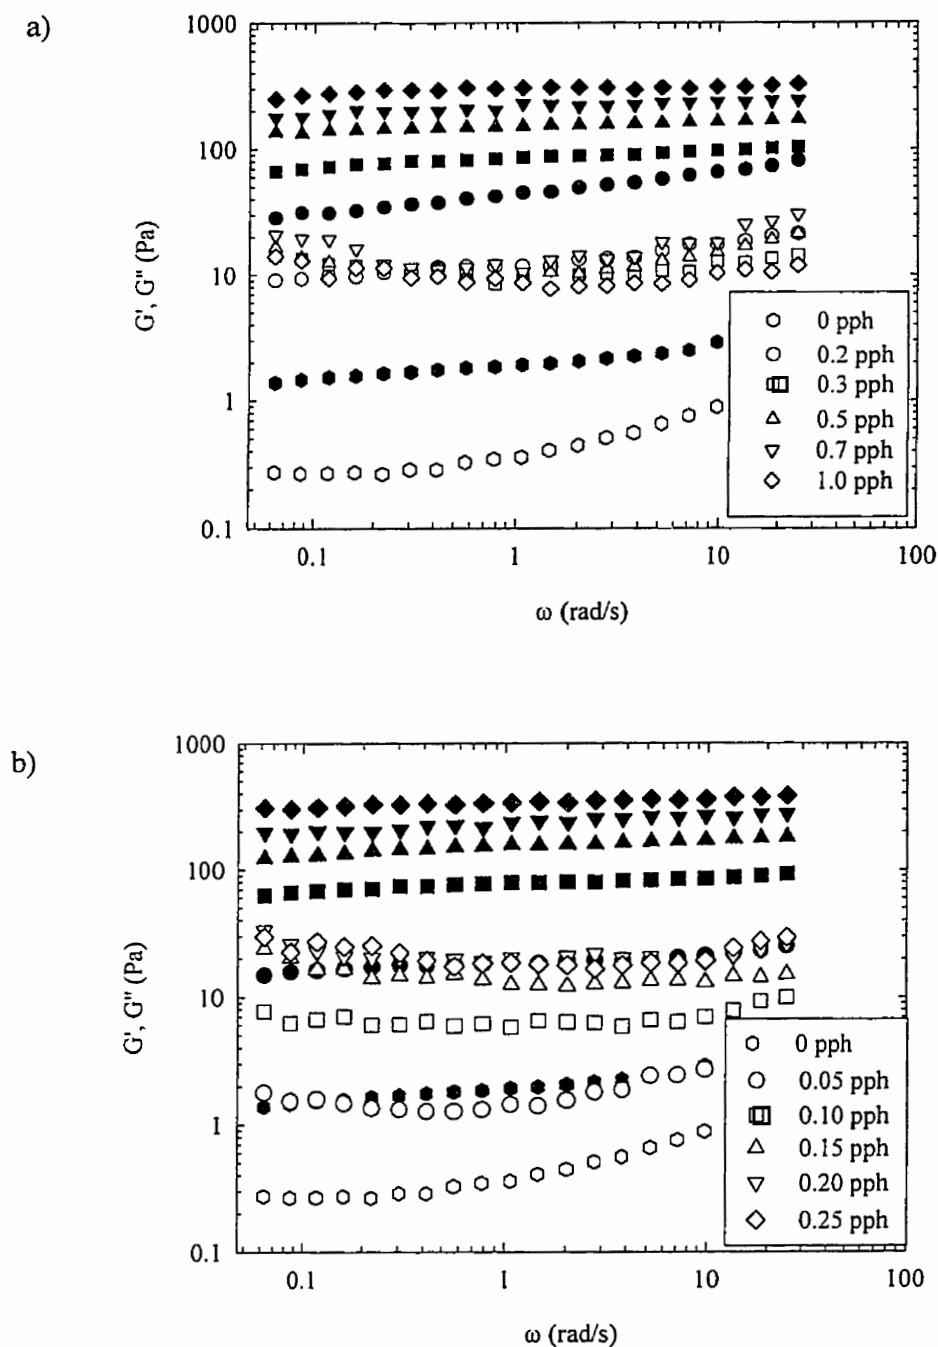 a)
1000
100
10
1
0.1
G', G" (Pa)
0 pph
0.2 pph
0.3 pph
0.5 pph
0.7 pph
1.0 pph
0.1
1
10
100
ω (rad/s)
b)
1000
100
10
1
0.1
G', G" (Pa)
0 pph
0.05 pph
0.10 pph
0.15 pph
0.20 pph
0.25 pph
0.1
1
10
100
ω (rad/s)